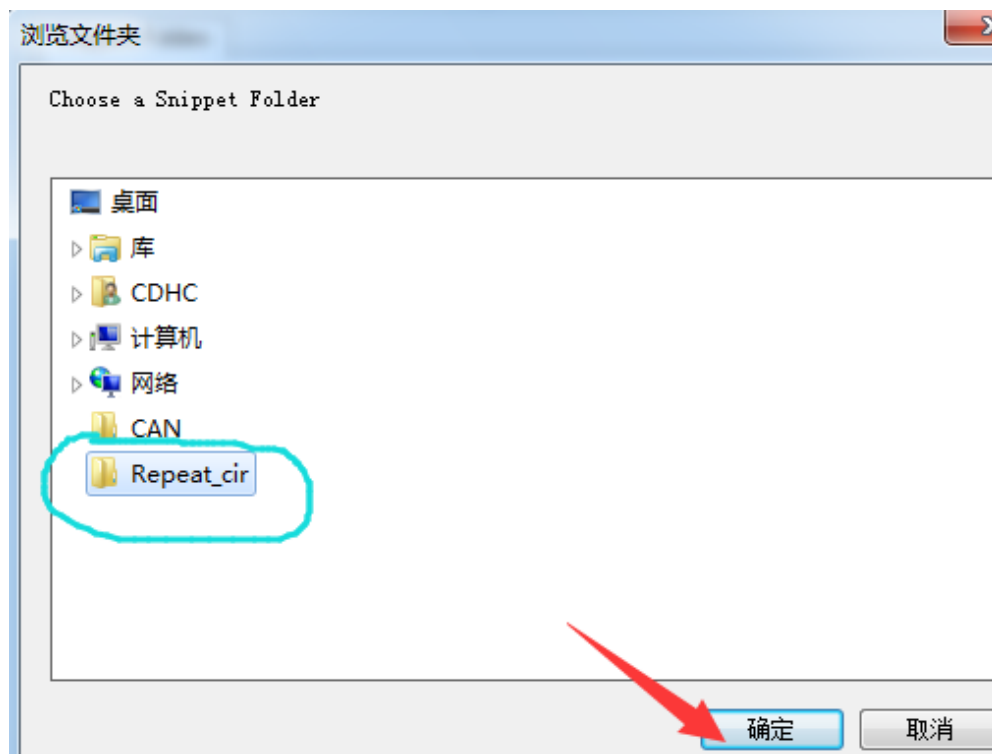 浏览文件夹
Choose a Snippet Folder
桌面
库
CDHC
计算机
网络
CAN
Repeat_cir
确定 取消